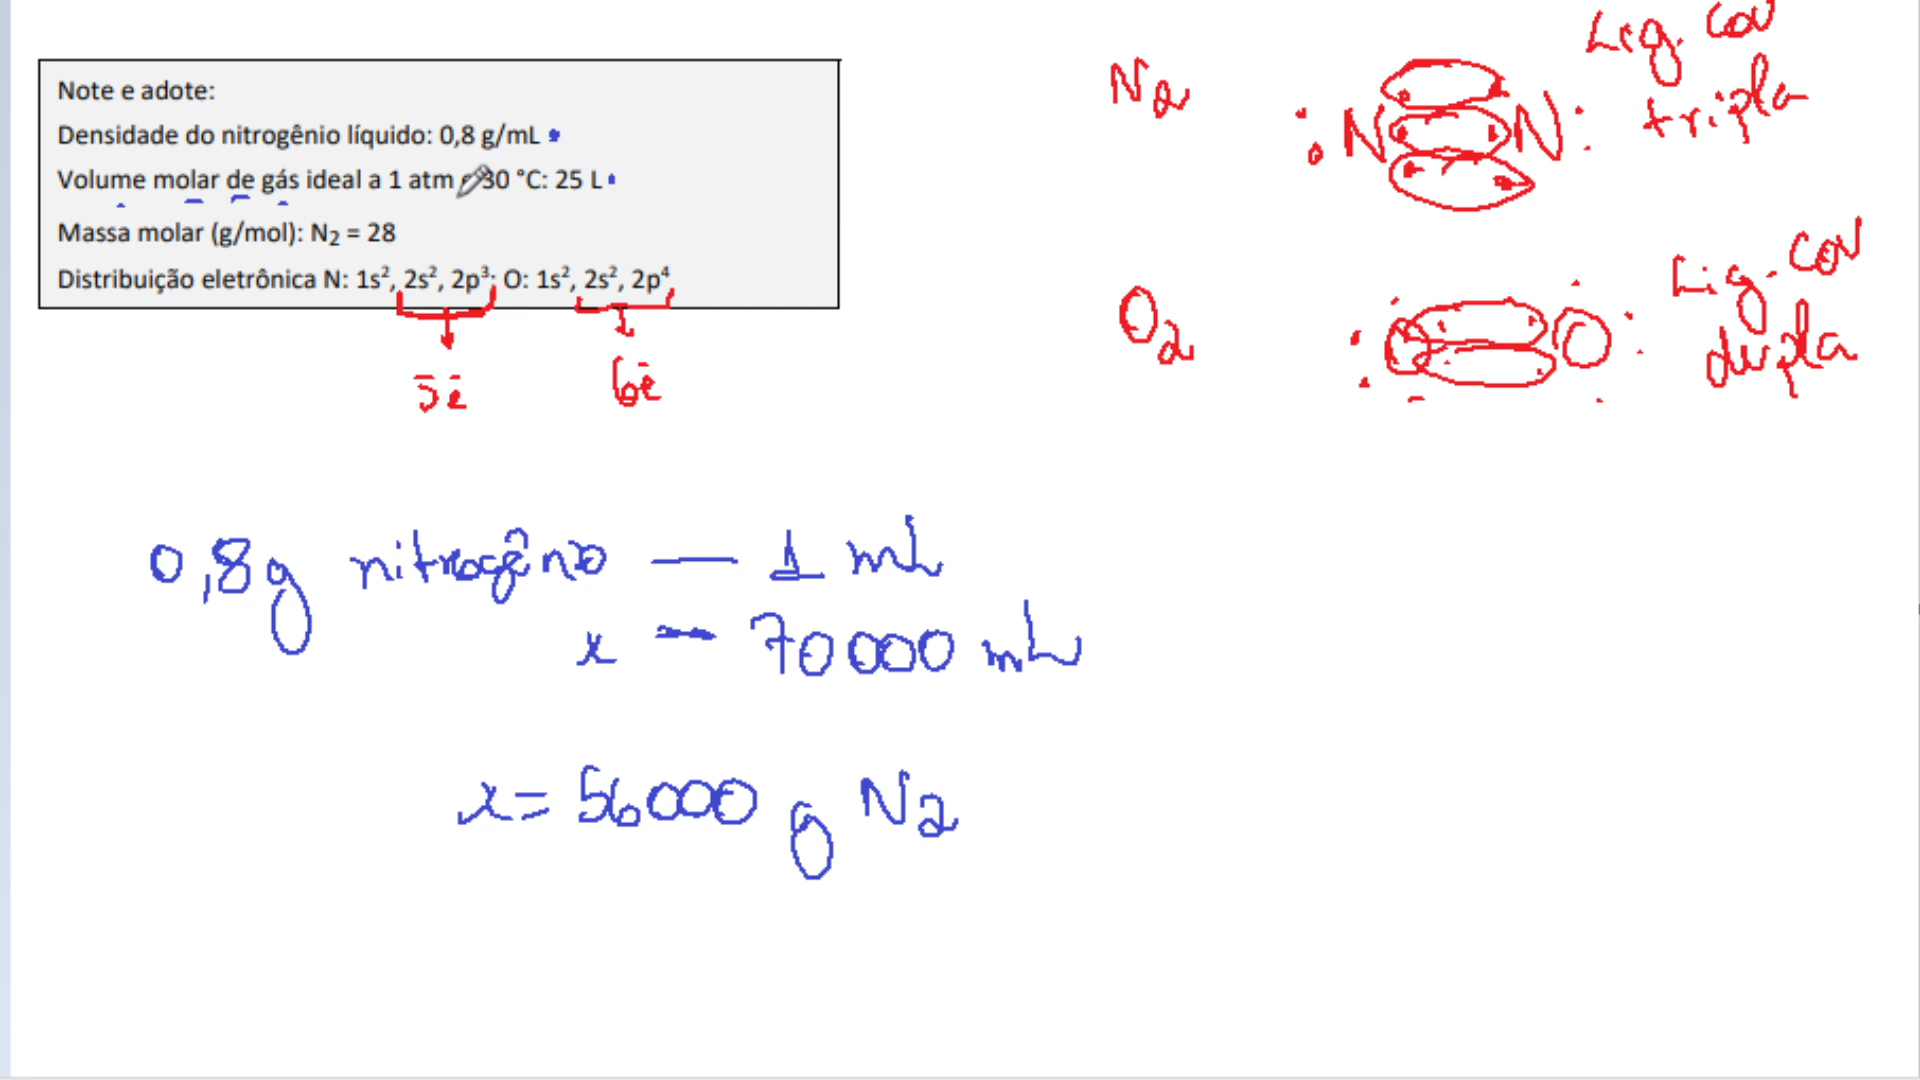 Note e adote:
Densidade do nitrogênio líquido: 0,8 g/mL
Volume molar de gás ideal a 1 atm 30 °C: 25 L
Massa molar (g/mol): N₂ = 28
Distribuição eletrônica N: 1s², 2s², 2p³; O: 1s², 2s², 2p⁴
5e
6e
N₂
:N N:
Lig. Cov
tripla
O₂
O O
Lig. Cov
dupla
0,8g nitrogêno — 1 mL
x — 70000 mL
x = 56000 g N₂